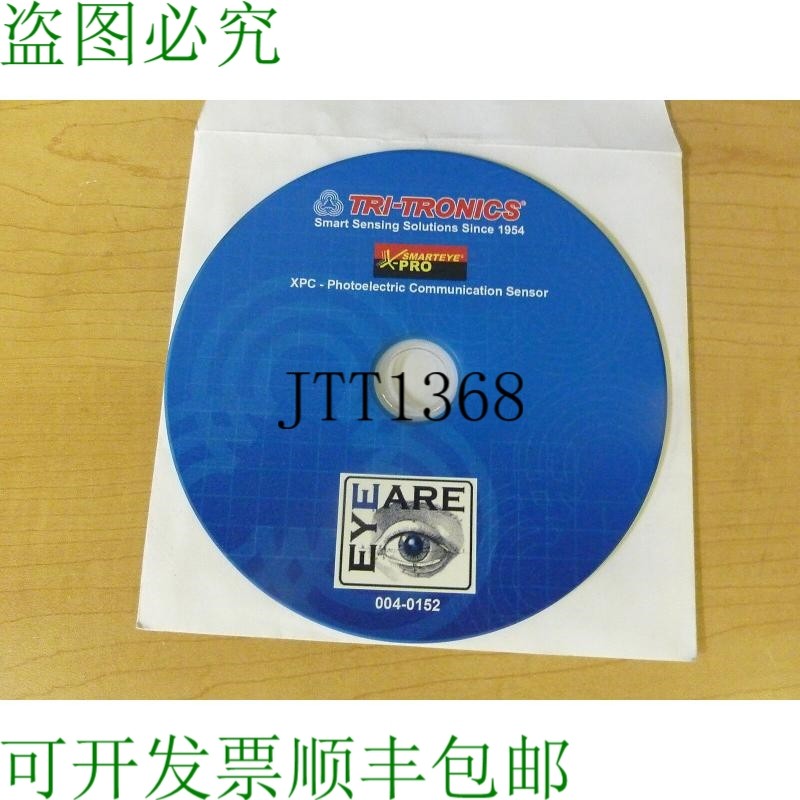 盗图必究
TRI-TRONICS®
Smart Sensing Solutions Since 1954
SMARTEYE®
X-PRO
XPC - Photoelectric Communication Sensor
JTT1368
EYE
ARE
004-0152
可开发票顺丰包邮